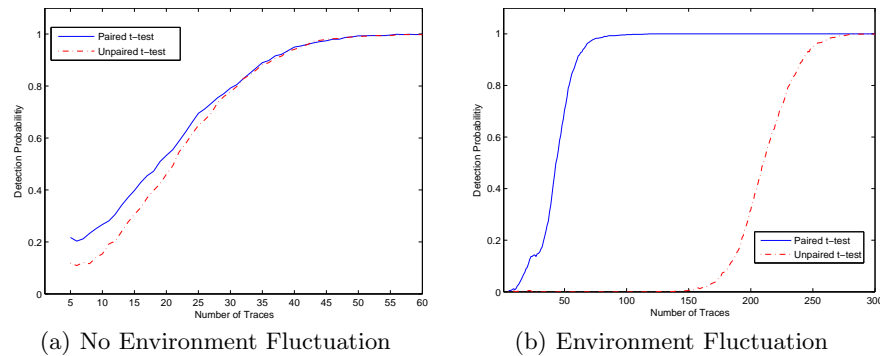 1
0.8
0.6
0.4
0.2
0
Detection Probability
Paired t-test
Unpaired t-test
5 10 15 20 25 30 35 40 45 50 55 60
Number of Traces
(a) No Environment Fluctuation
1
0.8
0.6
0.4
0.2
0
Detection Probability
Paired t-test
Unpaired t-test
50 100 150 200 250 300
Number of Traces
(b) Environment Fluctuation